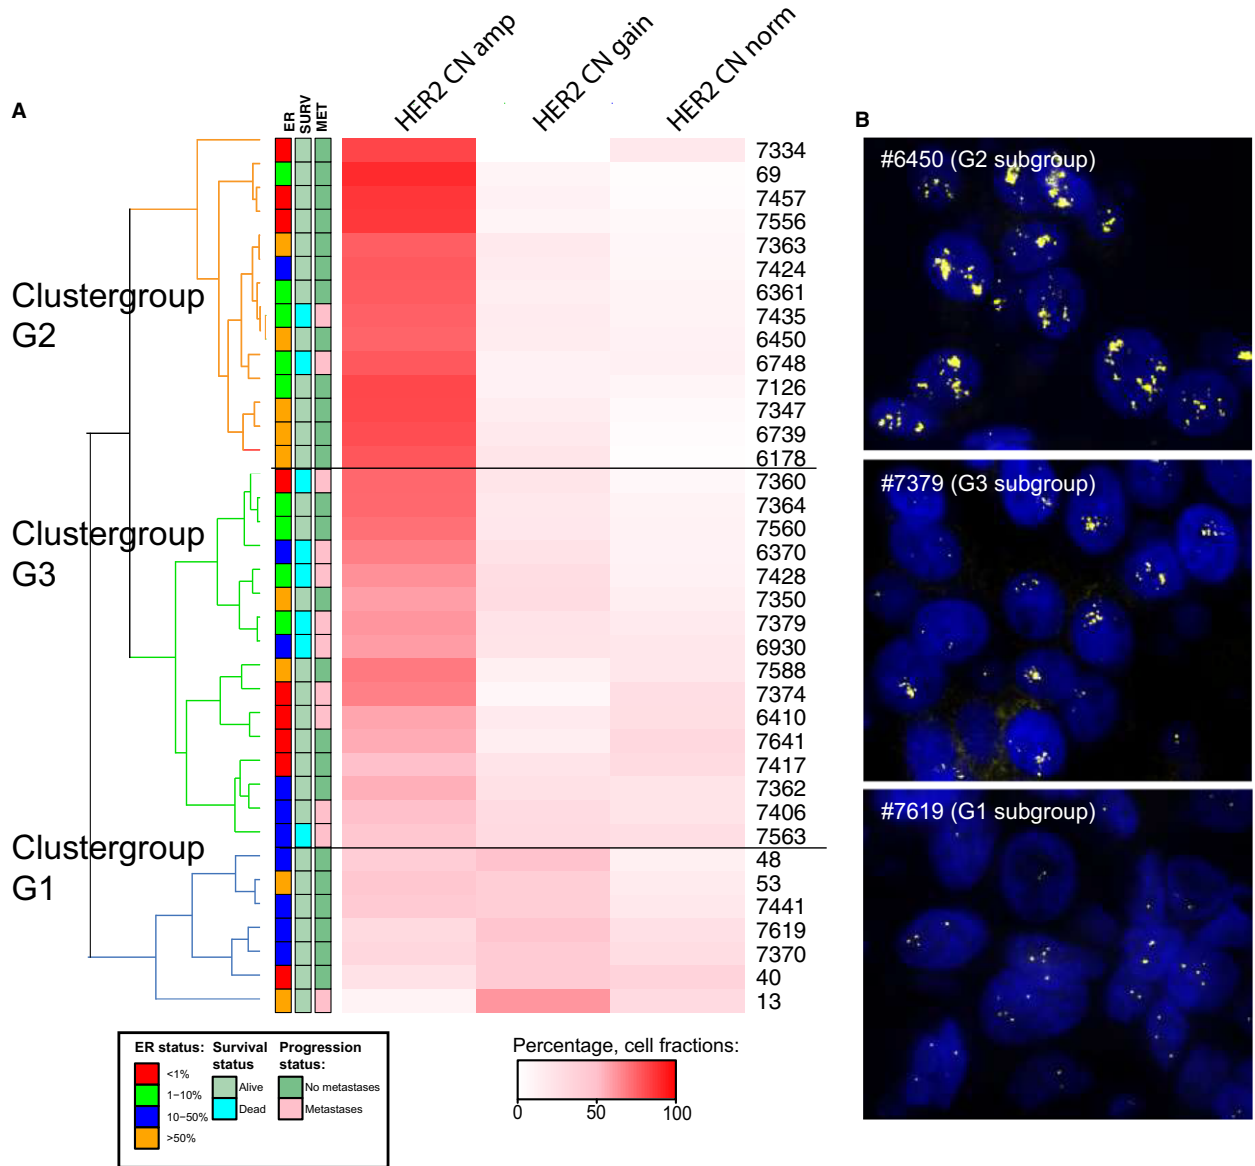 A
ER
SURV
MET
HER2 CN amp
HER2 CN gain
HER2 CN norm
Clustergroup
G2
Clustergroup
G3
Clustergroup
G1
7334
69
7457
7556
7363
7424
6361
7435
6450
6748
7126
7347
6739
6178
7360
7364
7560
6370
7428
7350
7379
6930
7588
7374
6410
7641
7417
7362
7406
7563
48
53
7441
7619
7370
40
13
ER status:
<1%
1–10%
10–50%
>50%
Survival
status
Alive
Dead
Progression
status:
No metastases
Metastases
Percentage, cell fractions:
0 50 100
B
#6450 (G2 subgroup)
#7379 (G3 subgroup)
#7619 (G1 subgroup)